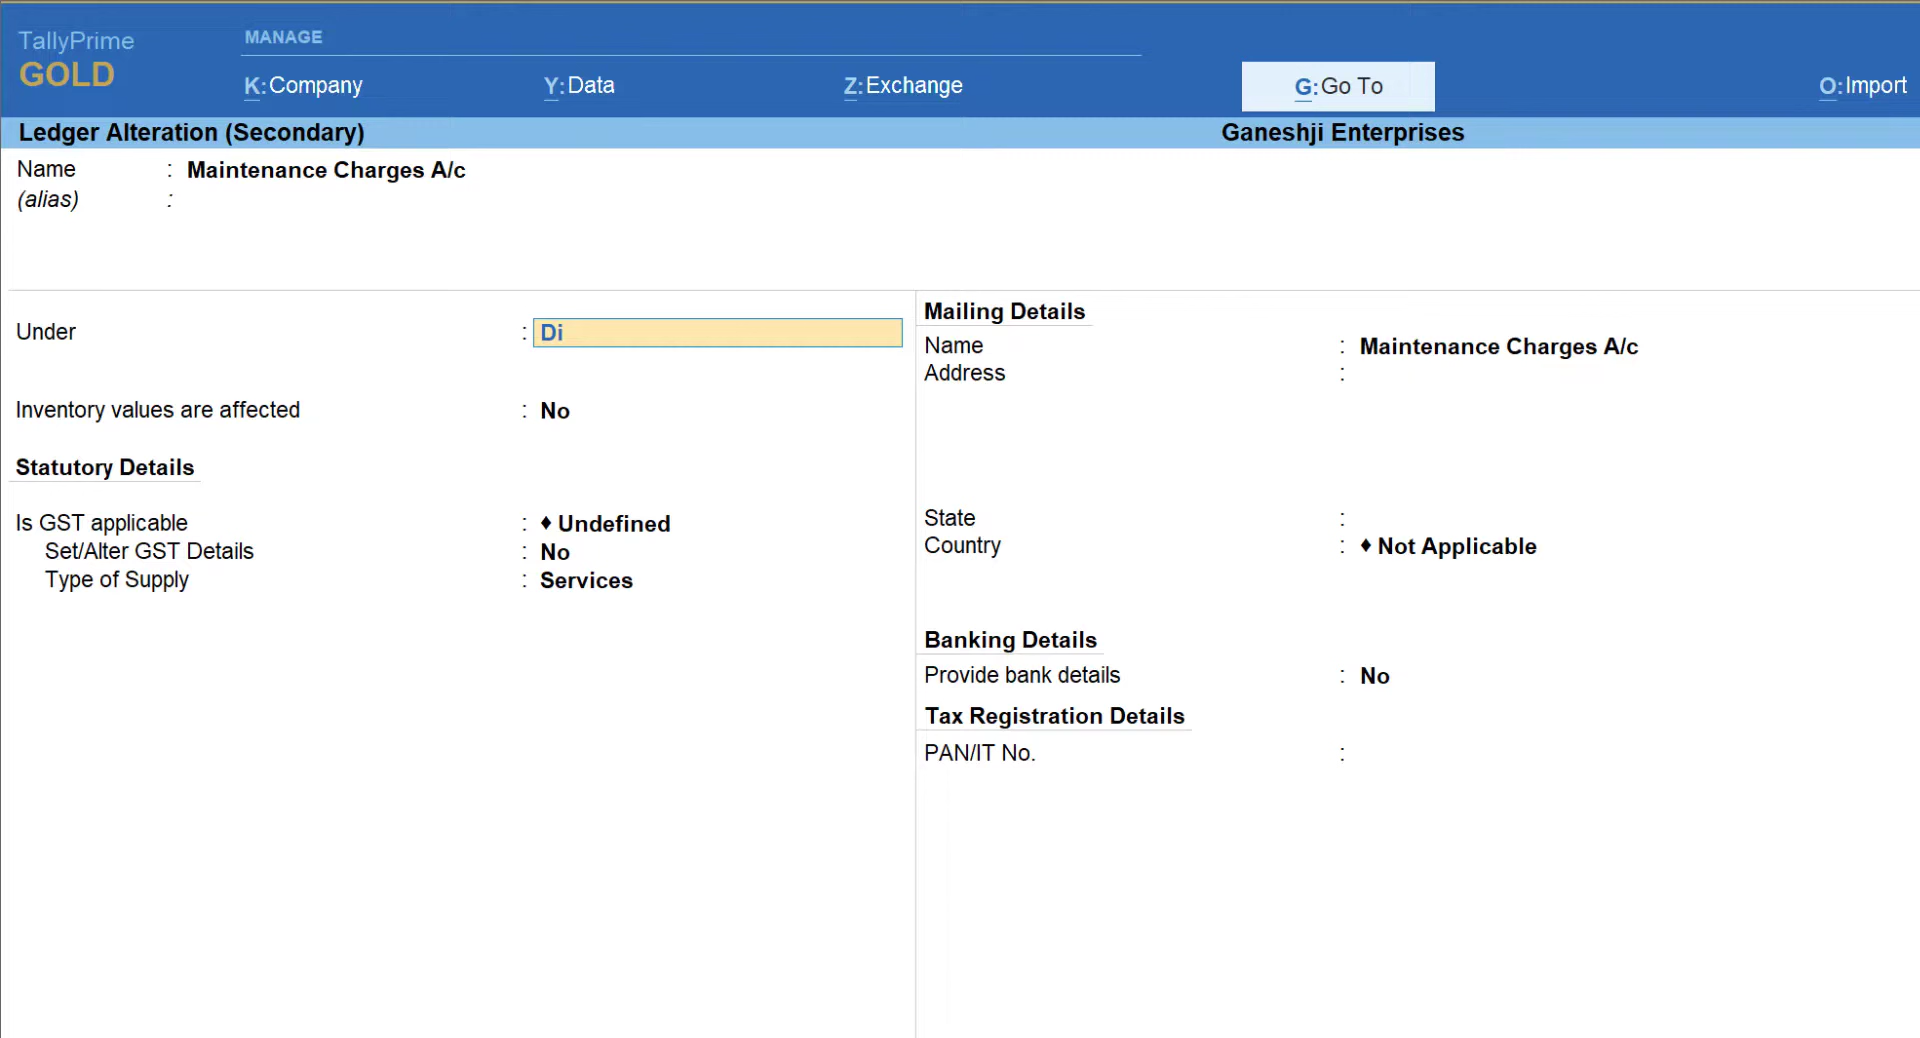 TallyPrime
GOLD
MANAGE
K:Company Y:Data Z:Exchange G:Go To O:Import
Ledger Alteration (Secondary) Ganeshji Enterprises
Name : Maintenance Charges A/c
(alias) :
Under : Di
Inventory values are affected : No
Statutory Details
Is GST applicable : ♦ Undefined
Set/Alter GST Details : No
Type of Supply : Services
Mailing Details
Name : Maintenance Charges A/c
Address :
State :
Country : ♦ Not Applicable
Banking Details
Provide bank details : No
Tax Registration Details
PAN/IT No. :